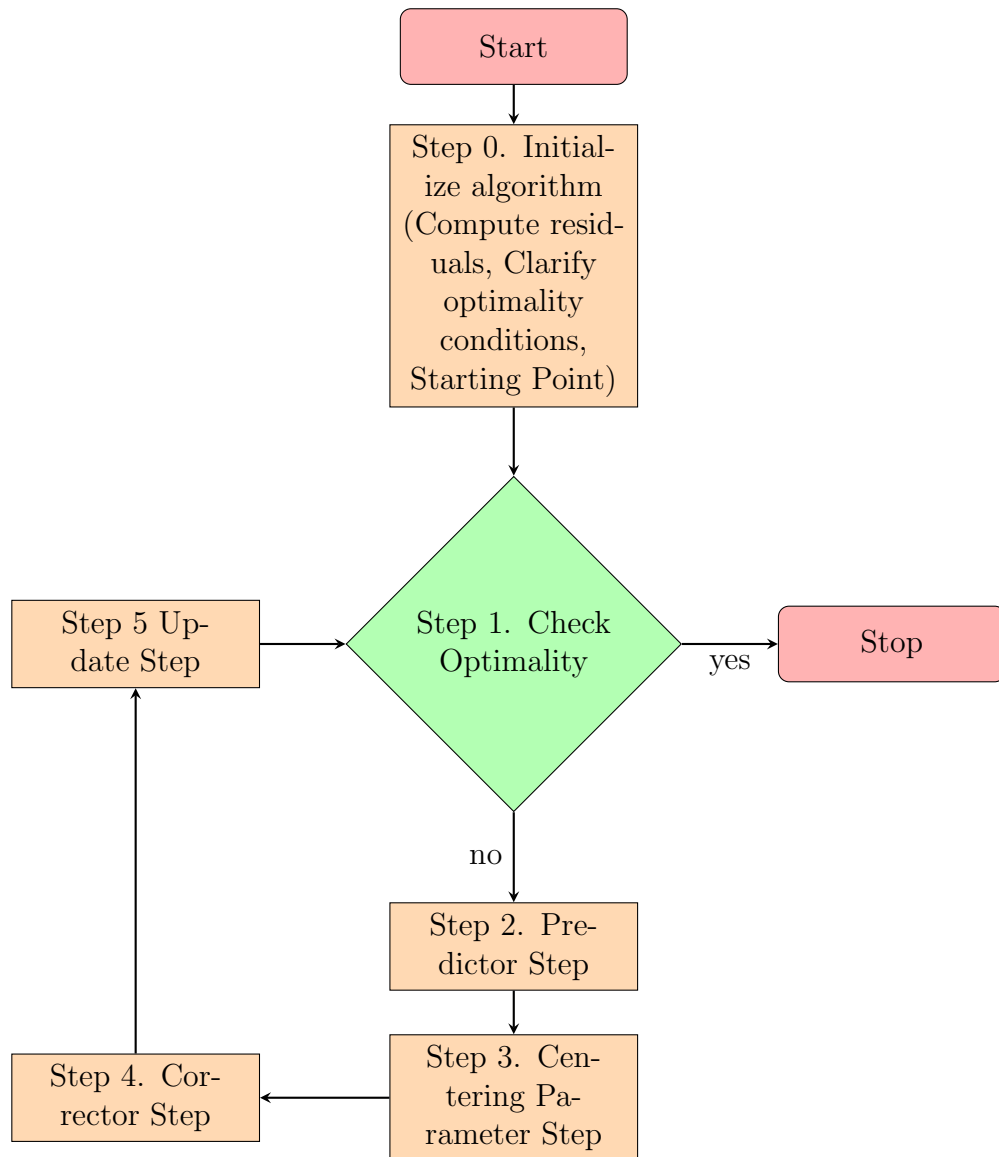 Start
Step 0. Initial-
ize algorithm
(Compute resid-
uals, Clarify
optimality
conditions,
Starting Point)
Step 1. Check
Optimality
yes
Stop
Step 5 Up-
date Step
no
Step 2. Pre-
dictor Step
Step 3. Cen-
tering Pa-
rameter Step
Step 4. Cor-
rector Step